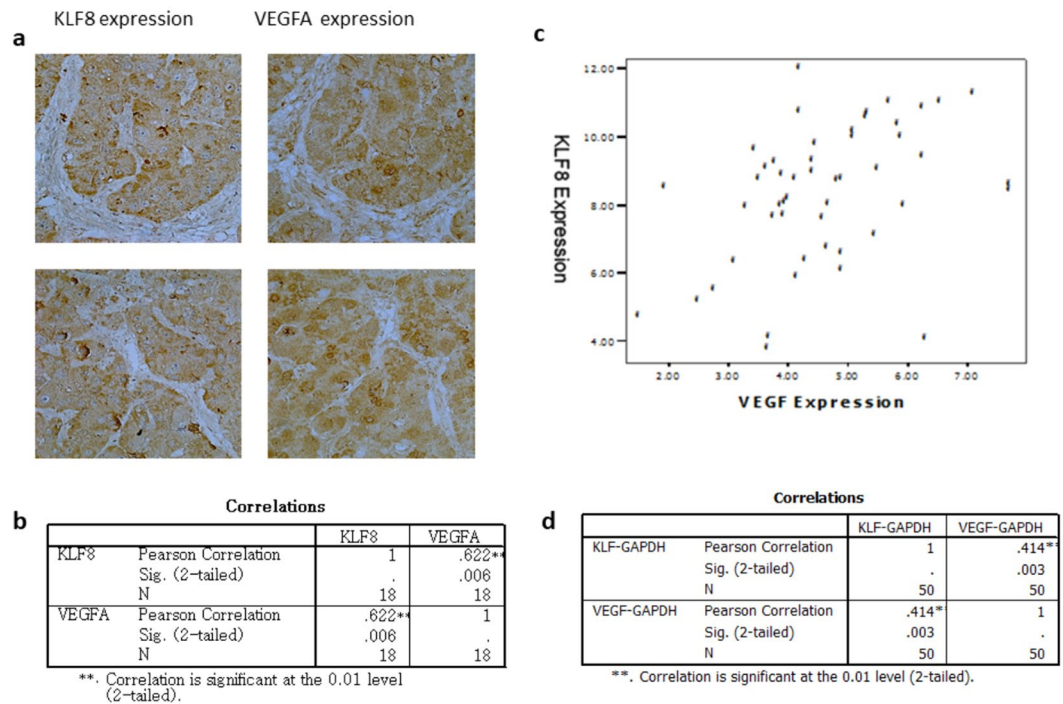 KLF8 expression
VEGFA expression
a
b
Correlations
KLF8 VEGFA
KLF8 Pearson Correlation 1 .622**
Sig. (2-tailed) . .006
N 18 18
VEGFA Pearson Correlation .622** 1
Sig. (2-tailed) .006 .
N 18 18
**. Correlation is significant at the 0.01 level
(2-tailed).
c
KLF8 Expression
12.00
10.00
8.00
6.00
4.00
2.00 3.00 4.00 5.00 6.00 7.00
VEGF Expression
d
Correlations
KLF-GAPDH VEGF-GAPDH
KLF-GAPDH Pearson Correlation 1 .414**
Sig. (2-tailed) . .003
N 50 50
VEGF-GAPDH Pearson Correlation .414** 1
Sig. (2-tailed) .003 .
N 50 50
**. Correlation is significant at the 0.01 level (2-tailed).